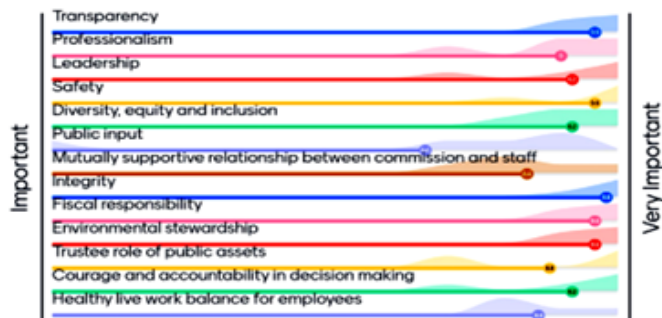 Transparency
Professionalism
Leadership
Safety
Diversity, equity and inclusion
Public input
Mutually supportive relationship between commission and staff
Integrity
Fiscal responsibility
Environmental stewardship
Trustee role of public assets
Courage and accountability in decision making
Healthy live work balance for employees
Important
Very Important